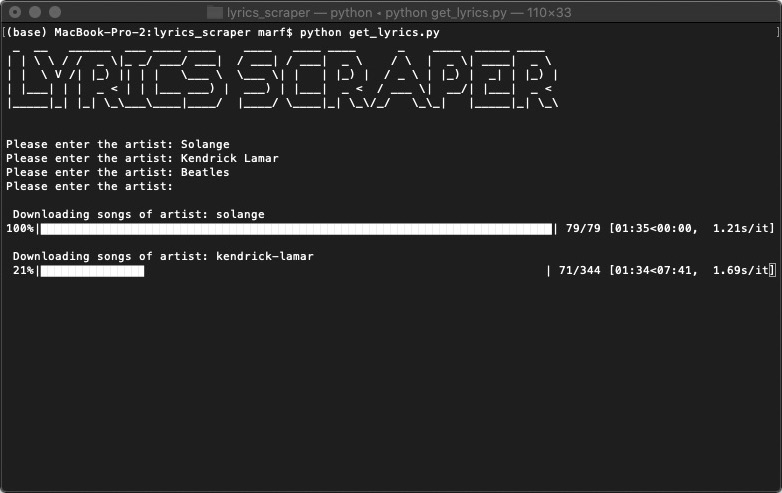 lyrics_scraper — python • python get_lyrics.py — 110×33
(base) MacBook-Pro-2:lyrics_scraper marf$ python get_lyrics.py
LYRICS SCRAPER
Please enter the artist: Solange
Please enter the artist: Kendrick Lamar
Please enter the artist: Beatles
Please enter the artist:
Downloading songs of artist: solange
100%| | 79/79 [01:35<00:00, 1.21s/it]
Downloading songs of artist: kendrick-lamar
21%| | 71/344 [01:34<07:41, 1.69s/it]